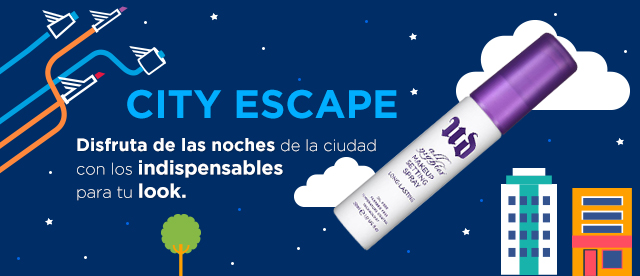 CITY ESCAPE
Disfruta de las noches de la ciudad
con los indispensables
para tu look.
UD
all
nighter
MAKEUP
SETTING
SPRAY
LONG-LASTING